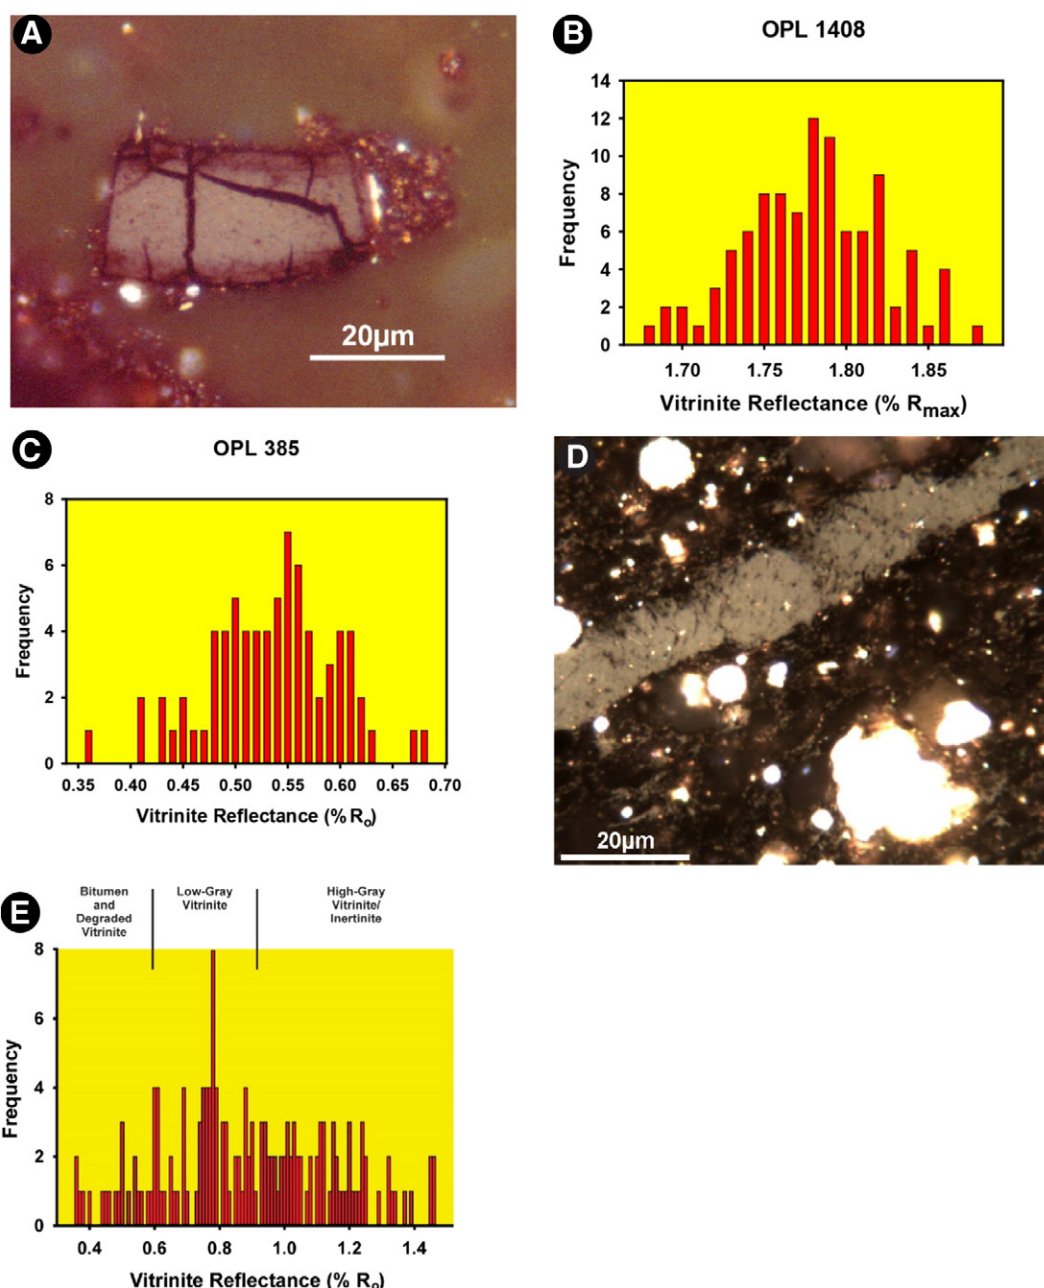 A
20µm
B
OPL 1408
14
12
10
8
6
4
2
0
Frequency
1.70 1.75 1.80 1.85
Vitrinite Reflectance (% Rmax)
C
OPL 385
8
6
4
2
0
Frequency
0.35 0.40 0.45 0.50 0.55 0.60 0.65 0.70
Vitrinite Reflectance (% Ro)
D
20µm
E
Bitumen
and
Degraded
Vitrinite
Low-Gray
Vitrinite
High-Gray
Vitrinite/
Inertinite
8
6
4
2
0
Frequency
0.4 0.6 0.8 1.0 1.2 1.4
Vitrinite Reflectance (% Ro)